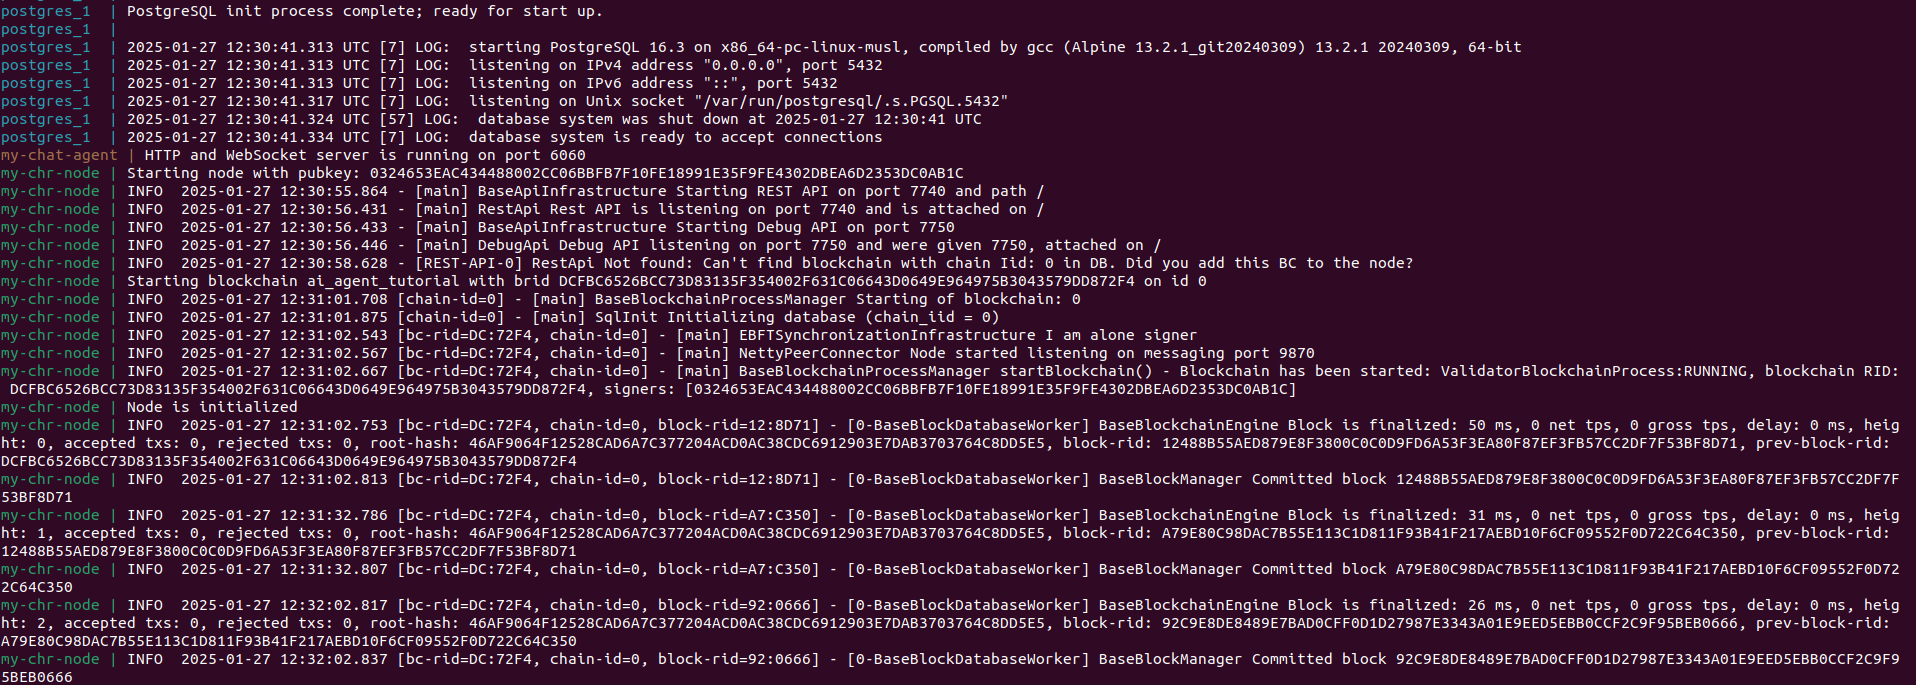 postgres_1  | PostgreSQL init process complete; ready for start up.
postgres_1  |
postgres_1  | 2025-01-27 12:30:41.313 UTC [7] LOG:  starting PostgreSQL 16.3 on x86_64-pc-linux-musl, compiled by gcc (Alpine 13.2.1_git20240309) 13.2.1 20240309, 64-bit
postgres_1  | 2025-01-27 12:30:41.313 UTC [7] LOG:  listening on IPv4 address "0.0.0.0", port 5432
postgres_1  | 2025-01-27 12:30:41.313 UTC [7] LOG:  listening on IPv6 address "::", port 5432
postgres_1  | 2025-01-27 12:30:41.317 UTC [7] LOG:  listening on Unix socket "/var/run/postgresql/.s.PGSQL.5432"
postgres_1  | 2025-01-27 12:30:41.324 UTC [57] LOG:  database system was shut down at 2025-01-27 12:30:41 UTC
postgres_1  | 2025-01-27 12:30:41.334 UTC [7] LOG:  database system is ready to accept connections
my-chat-agent | HTTP and WebSocket server is running on port 6060
my-chr-node | Starting node with pubkey: 0324653EAC434488002CC06BBFB7F10FE18991E35F9FE4302DBEA6D2353DC0AB1C
my-chr-node | INFO  2025-01-27 12:30:55.864 - [main] BaseApiInfrastructure Starting REST API on port 7740 and path /
my-chr-node | INFO  2025-01-27 12:30:56.431 - [main] RestApi Rest API is listening on port 7740 and is attached on /
my-chr-node | INFO  2025-01-27 12:30:56.433 - [main] BaseApiInfrastructure Starting Debug API on port 7750
my-chr-node | INFO  2025-01-27 12:30:56.446 - [main] DebugApi Debug API listening on port 7750 and were given 7750, attached on /
my-chr-node | INFO  2025-01-27 12:30:58.628 - [REST-API-0] RestApi Not found: Can't find blockchain with chain Iid: 0 in DB. Did you add this BC to the node?
my-chr-node | Starting blockchain ai_agent_tutorial with brid DCFBC6526BCC73D83135F354002F631C06643D0649E964975B3043579DD872F4 on id 0
my-chr-node | INFO  2025-01-27 12:31:01.708 [chain-id=0] - [main] BaseBlockchainProcessManager Starting of blockchain: 0
my-chr-node | INFO  2025-01-27 12:31:01.875 [chain-id=0] - [main] SqlInit Initializing database (chain_iid = 0)
my-chr-node | INFO  2025-01-27 12:31:02.543 [bc-rid=DC:72F4, chain-id=0] - [main] EBFTSynchronizationInfrastructure I am alone signer
my-chr-node | INFO  2025-01-27 12:31:02.567 [bc-rid=DC:72F4, chain-id=0] - [main] NettyPeerConnector Node started listening on messaging port 9870
my-chr-node | INFO  2025-01-27 12:31:02.667 [bc-rid=DC:72F4, chain-id=0] - [main] BaseBlockchainProcessManager startBlockchain() - Blockchain has been started: ValidatorBlockchainProcess:RUNNING, blockchain RID:
 DCFBC6526BCC73D83135F354002F631C06643D0649E964975B3043579DD872F4, signers: [0324653EAC434488002CC06BBFB7F10FE18991E35F9FE4302DBEA6D2353DC0AB1C]
my-chr-node | Node is initialized
my-chr-node | INFO  2025-01-27 12:31:02.753 [bc-rid=DC:72F4, chain-id=0, block-rid=12:8D71] - [0-BaseBlockDatabaseWorker] BaseBlockchainEngine Block is finalized: 50 ms, 0 net tps, 0 gross tps, delay: 0 ms, heig
ht: 0, accepted txs: 0, rejected txs: 0, root-hash: 46AF9064F12528CAD6A7C377204ACD0AC38CDC6912903E7DAB3703764C8DD5E5, block-rid: 12488B55AED879E8F3800C0C0D9FD6A53F3EA80F87EF3FB57CC2DF7F53BF8D71, prev-block-rid:
DCFBC6526BCC73D83135F354002F631C06643D0649E964975B3043579DD872F4
my-chr-node | INFO  2025-01-27 12:31:02.813 [bc-rid=DC:72F4, chain-id=0, block-rid=12:8D71] - [0-BaseBlockDatabaseWorker] BaseBlockManager Committed block 12488B55AED879E8F3800C0C0D9FD6A53F3EA80F87EF3FB57CC2DF7F
53BF8D71
my-chr-node | INFO  2025-01-27 12:31:32.786 [bc-rid=DC:72F4, chain-id=0, block-rid=A7:C350] - [0-BaseBlockDatabaseWorker] BaseBlockchainEngine Block is finalized: 31 ms, 0 net tps, 0 gross tps, delay: 0 ms, heig
ht: 1, accepted txs: 0, rejected txs: 0, root-hash: 46AF9064F12528CAD6A7C377204ACD0AC38CDC6912903E7DAB3703764C8DD5E5, block-rid: A79E80C98DAC7B55E113C1D811F93B41F217AEBD10F6CF09552F0D722C64C350, prev-block-rid:
12488B55AED879E8F3800C0C0D9FD6A53F3EA80F87EF3FB57CC2DF7F53BF8D71
my-chr-node | INFO  2025-01-27 12:31:32.807 [bc-rid=DC:72F4, chain-id=0, block-rid=A7:C350] - [0-BaseBlockDatabaseWorker] BaseBlockManager Committed block A79E80C98DAC7B55E113C1D811F93B41F217AEBD10F6CF09552F0D72
2C64C350
my-chr-node | INFO  2025-01-27 12:32:02.817 [bc-rid=DC:72F4, chain-id=0, block-rid=92:0666] - [0-BaseBlockDatabaseWorker] BaseBlockchainEngine Block is finalized: 26 ms, 0 net tps, 0 gross tps, delay: 0 ms, heig
ht: 2, accepted txs: 0, rejected txs: 0, root-hash: 46AF9064F12528CAD6A7C377204ACD0AC38CDC6912903E7DAB3703764C8DD5E5, block-rid: 92C9E8DE8489E7BAD0CFF0D1D27987E3343A01E9EED5EBB0CCF2C9F95BEB0666, prev-block-rid:
A79E80C98DAC7B55E113C1D811F93B41F217AEBD10F6CF09552F0D722C64C350
my-chr-node | INFO  2025-01-27 12:32:02.837 [bc-rid=DC:72F4, chain-id=0, block-rid=92:0666] - [0-BaseBlockDatabaseWorker] BaseBlockManager Committed block 92C9E8DE8489E7BAD0CFF0D1D27987E3343A01E9EED5EBB0CCF2C9F9
5BEB0666